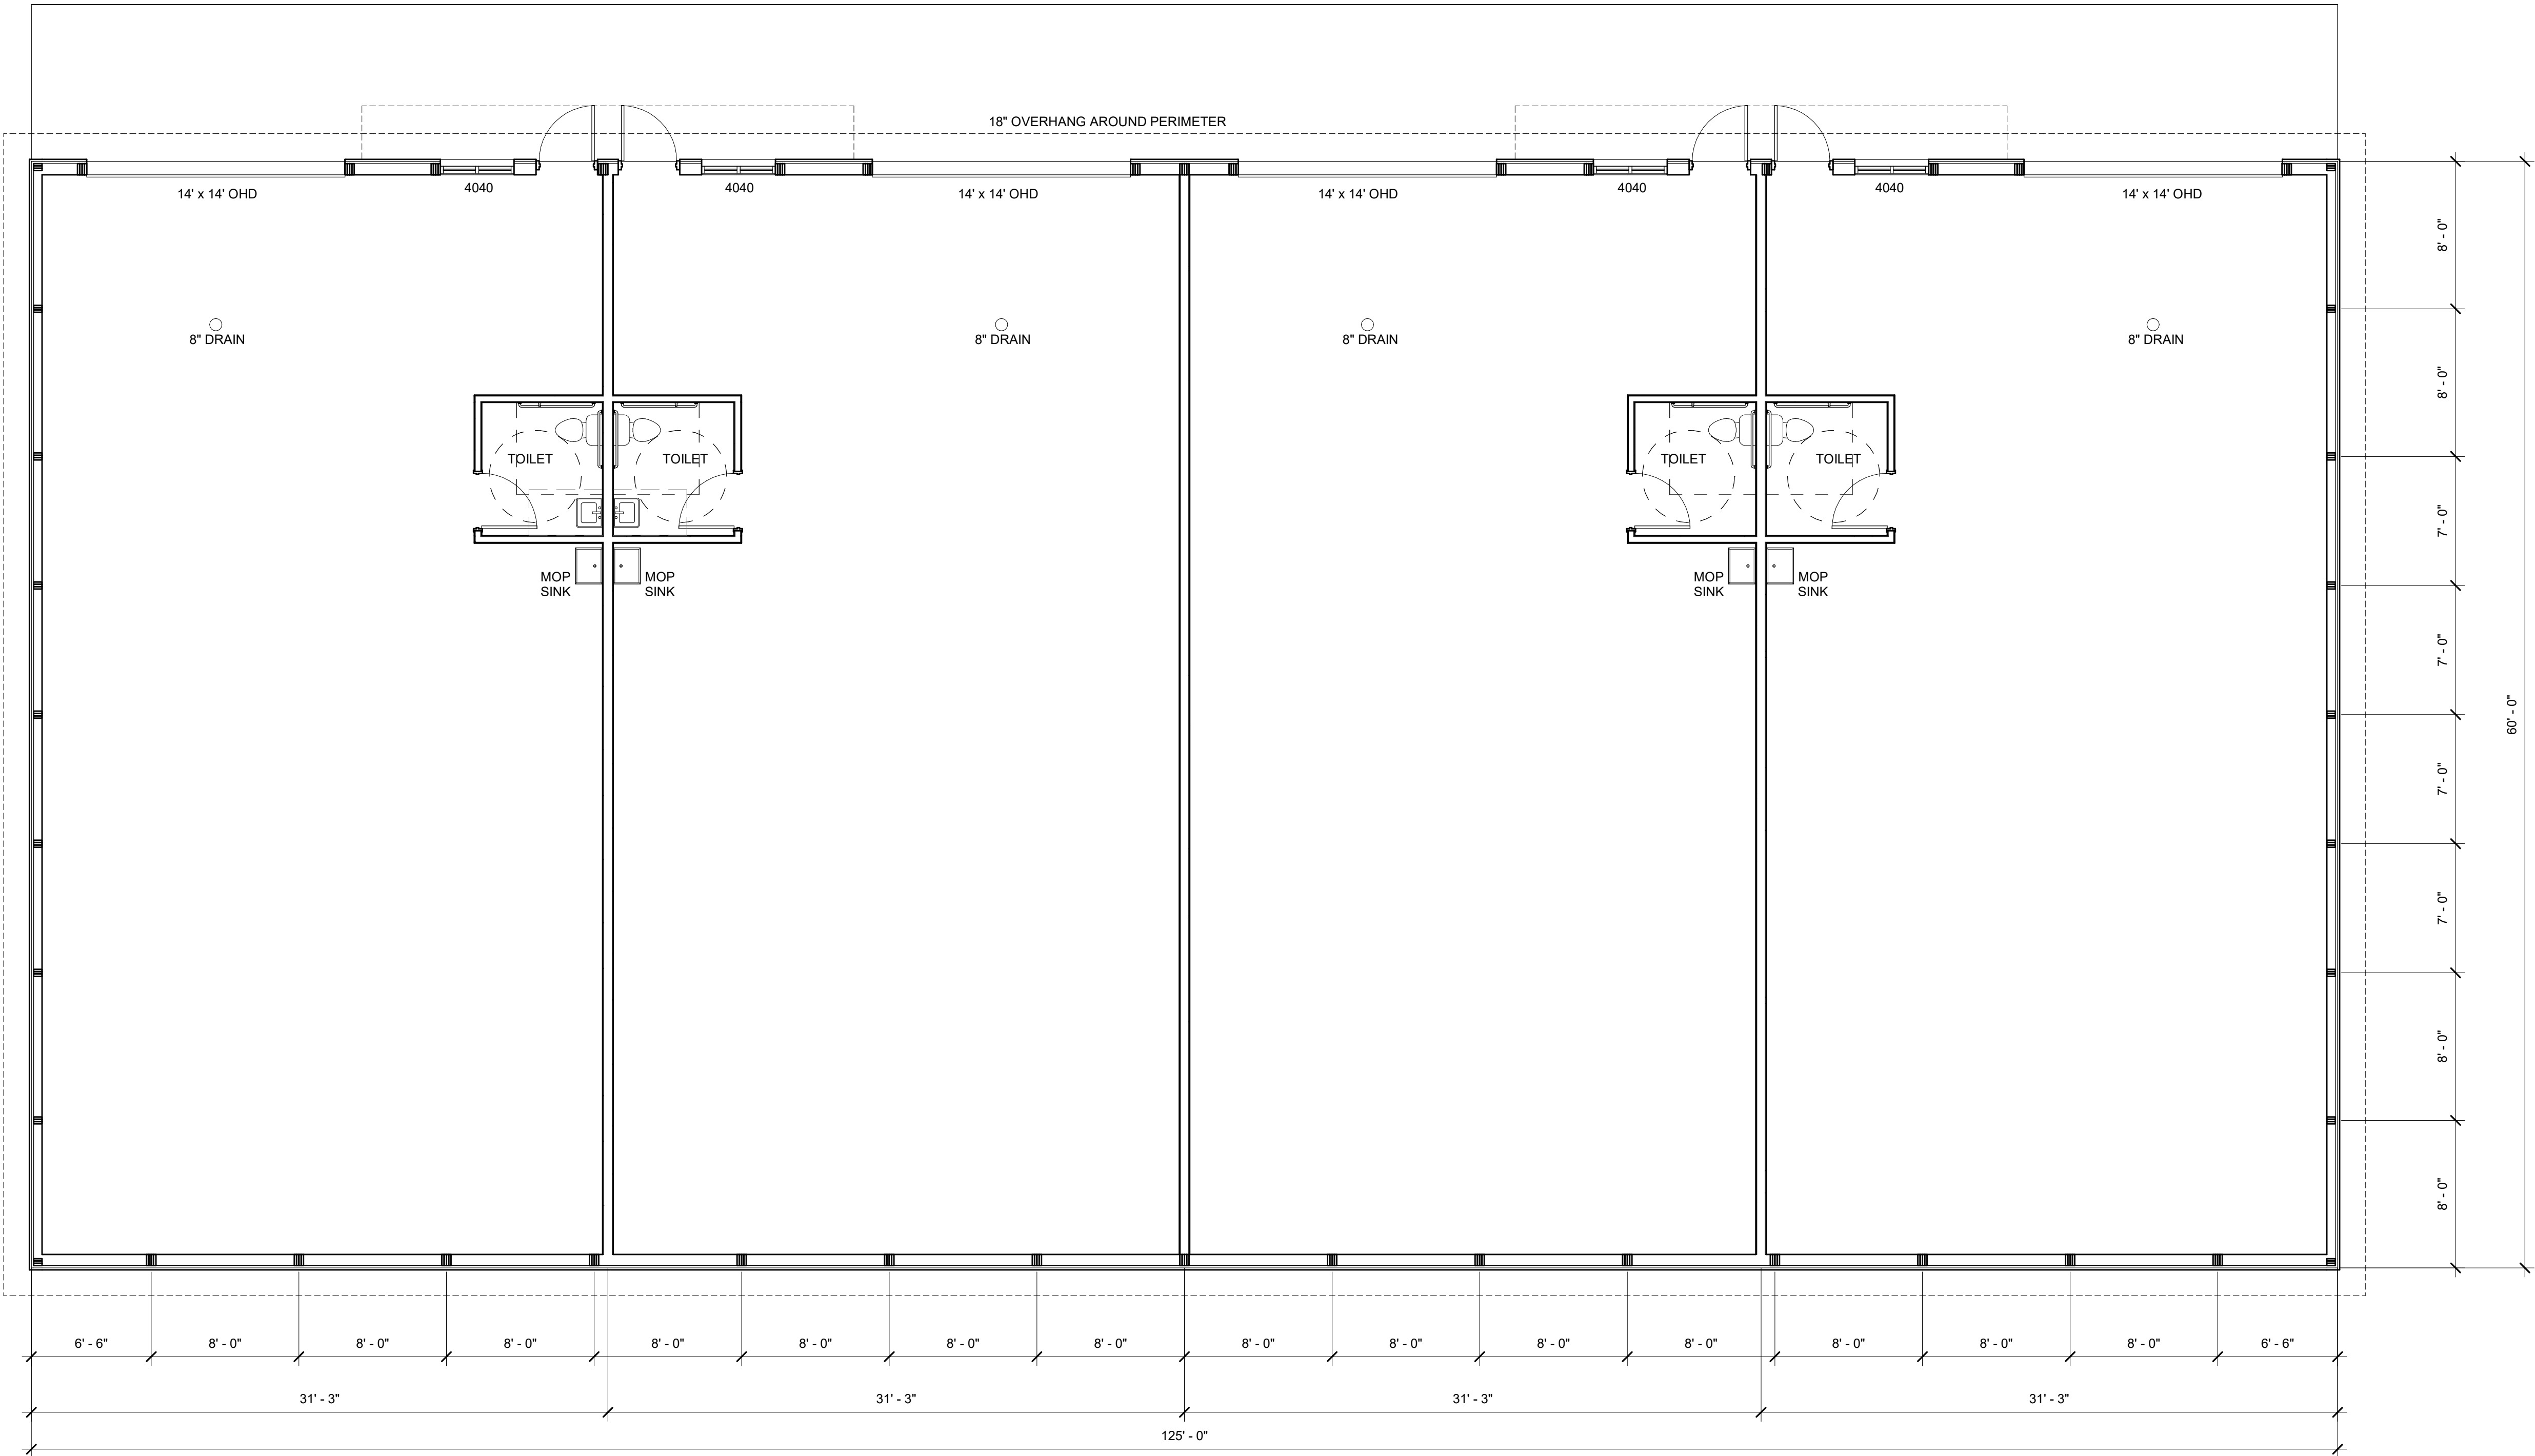 18" OVERHANG AROUND PERIMETER
14' x 14' OHD
4040
4040
14' x 14' OHD
14' x 14' OHD
4040
4040
14' x 14' OHD
8" DRAIN
8" DRAIN
8" DRAIN
8" DRAIN
TOILET
TOILET
TOILET
TOILET
MOP
SINK
MOP
SINK
MOP
SINK
MOP
SINK
8' - 0"
8' - 0"
7' - 0"
7' - 0"
7' - 0"
7' - 0"
8' - 0"
8' - 0"
60' - 0"
6' - 6"
8' - 0"
8' - 0"
8' - 0"
8' - 0"
8' - 0"
8' - 0"
8' - 0"
8' - 0"
8' - 0"
8' - 0"
8' - 0"
8' - 0"
8' - 0"
8' - 0"
6' - 6"
31' - 3"
31' - 3"
31' - 3"
31' - 3"
125' - 0"